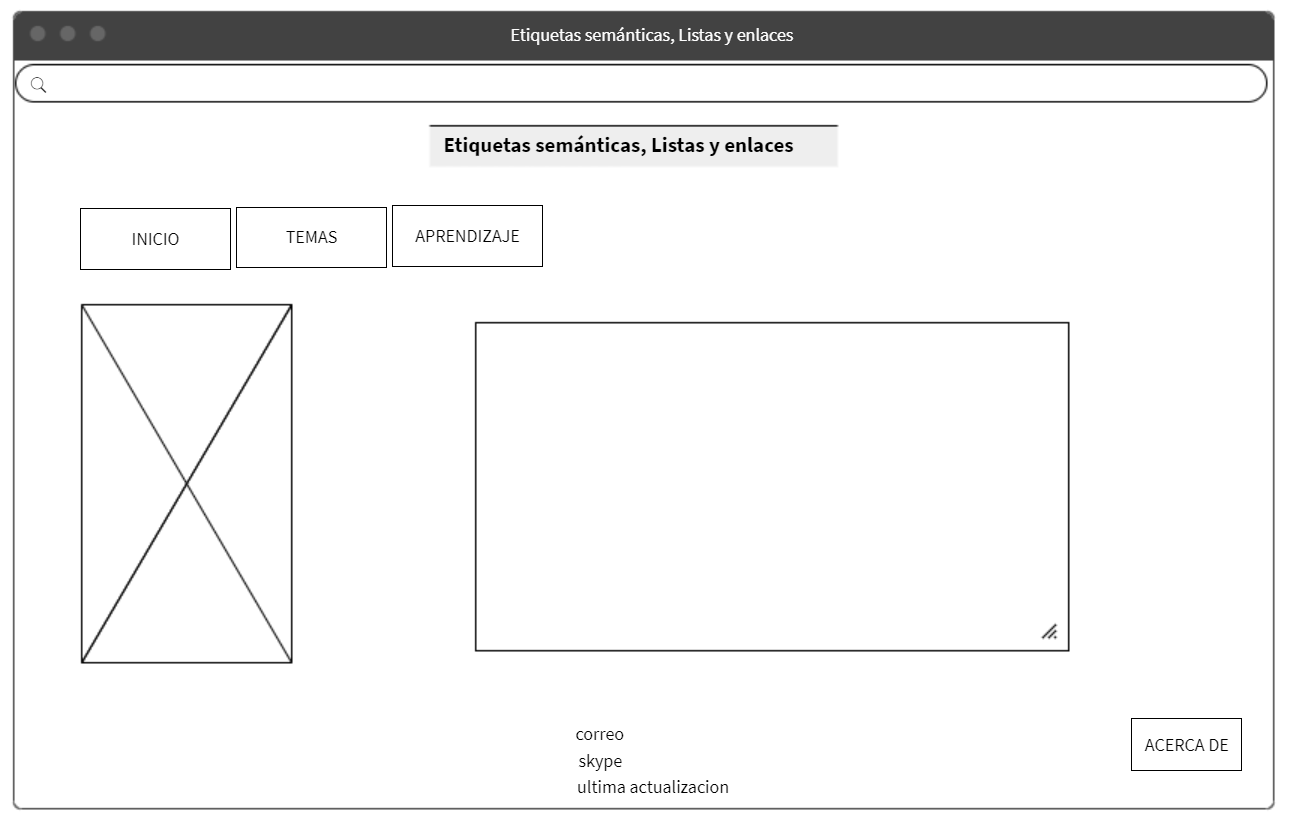 Etiquetas semánticas, Listas y enlaces
Etiquetas semánticas, Listas y enlaces
INICIO
TEMAS
APRENDIZAJE
correo
skype
ultima actualizacion
ACERCA DE